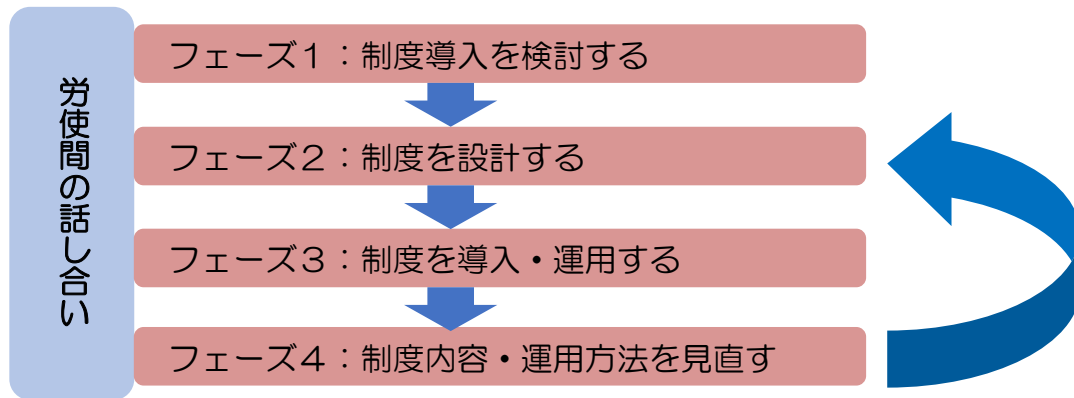 労使間の話し合い
フェーズ１：制度導入を検討する
フェーズ２：制度を設計する
フェーズ３：制度を導入・運用する
フェーズ４：制度内容・運用方法を見直す